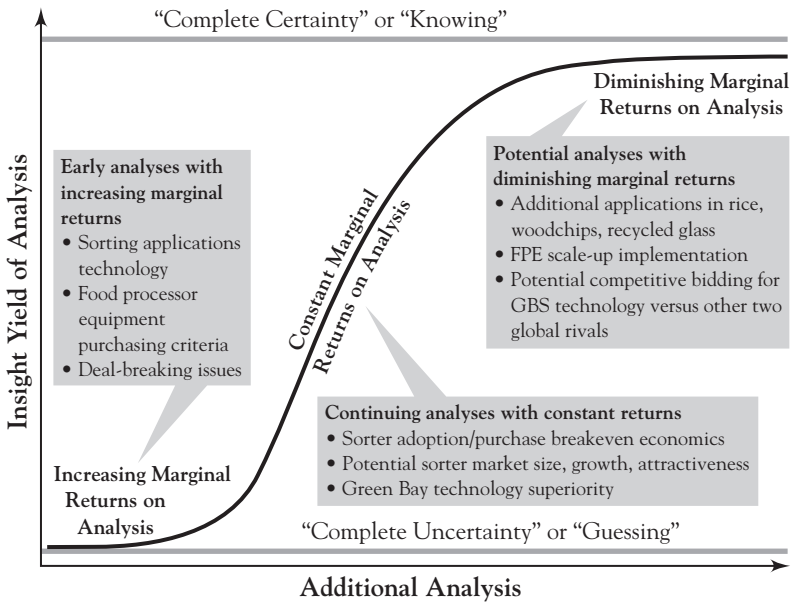 “Complete Certainty” or “Knowing”
Diminishing Marginal
Returns on Analysis
Early analyses with
increasing marginal
returns
• Sorting applications
technology
• Food processor
equipment
purchasing criteria
• Deal-breaking issues
Potential analyses with
diminishing marginal returns
• Additional applications in rice,
woodchips, recycled glass
• FPE scale-up implementation
• Potential competitive bidding for
GBS technology versus other two
global rivals
Constant Marginal
Returns on Analysis
Continuing analyses with constant returns
• Sorter adoption/purchase breakeven economics
• Potential sorter market size, growth, attractiveness
• Green Bay technology superiority
Increasing Marginal
Returns on
Analysis
“Complete Uncertainty” or “Guessing”
Insight Yield of Analysis
Additional Analysis